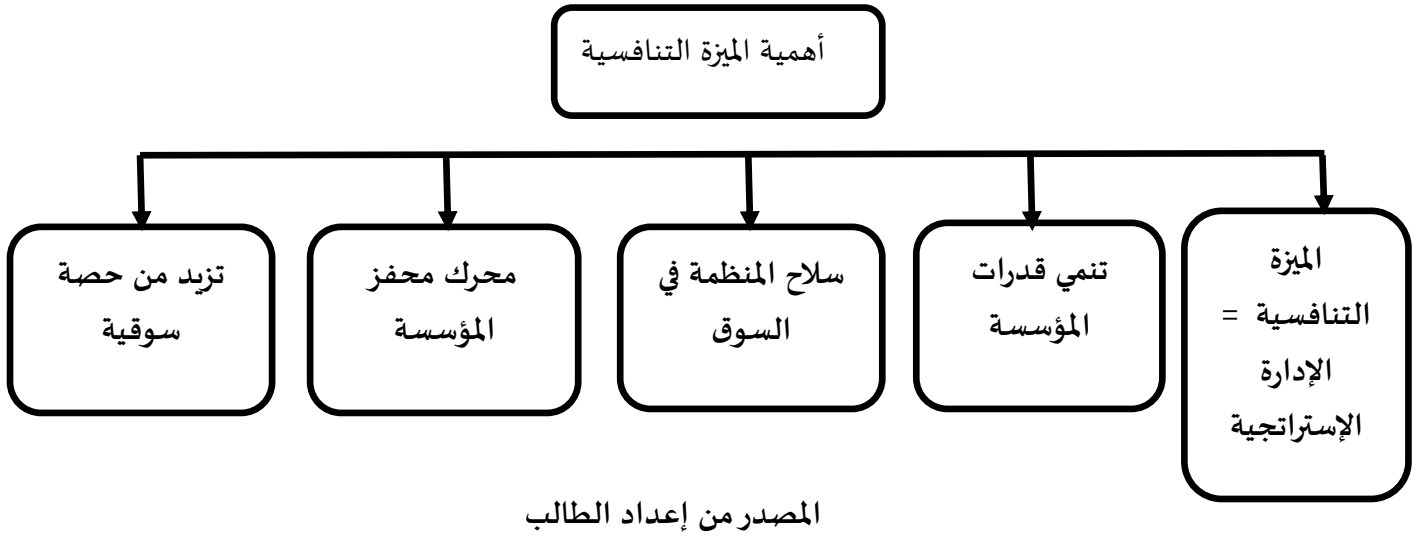 أهمية الميزة التنافسية
الميزة
التنافسية =
الإدارة
الإستراتجية
تنمي قدرات
المؤسسة
سلاح المنظمة في
السوق
محرك محفز
المؤسسة
تزيد من حصة
سوقية
المصدر من إعداد الطالب